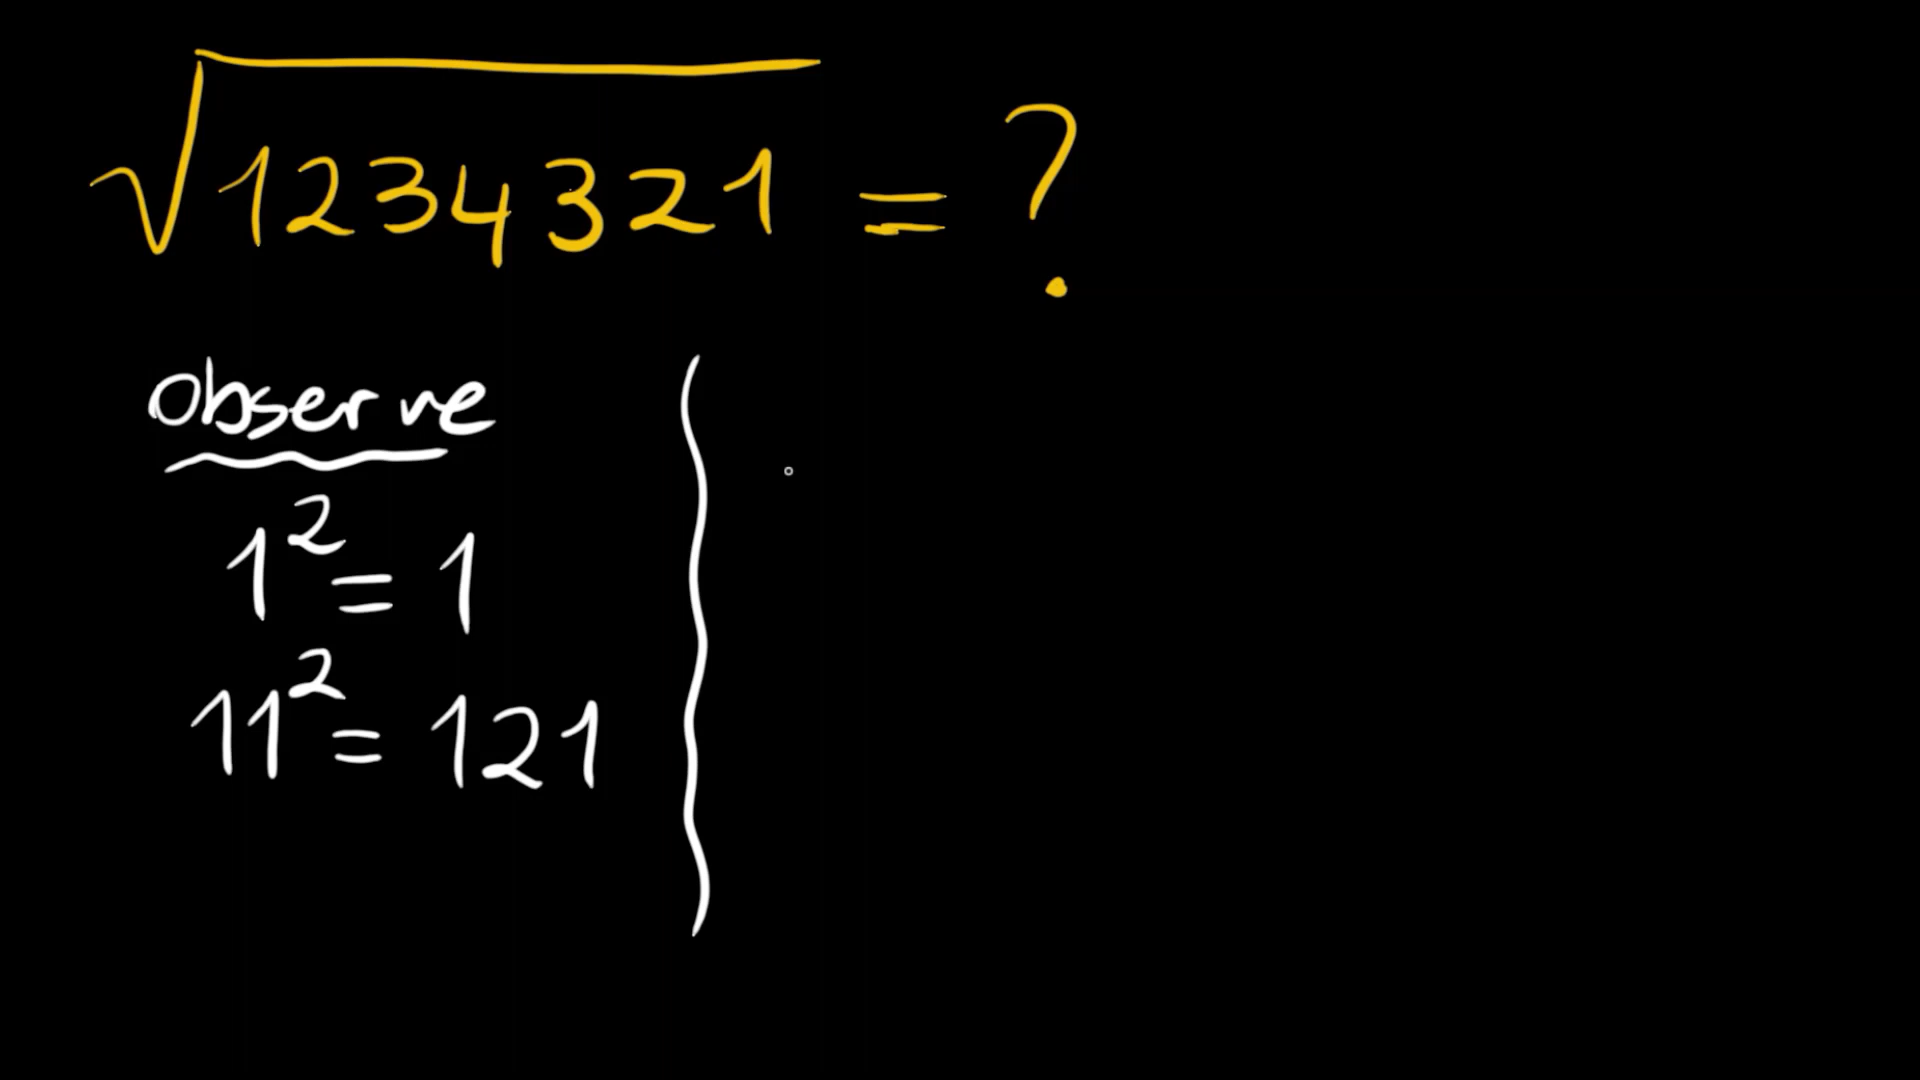 √1234321 = ?
observe
1² = 1
11² = 121